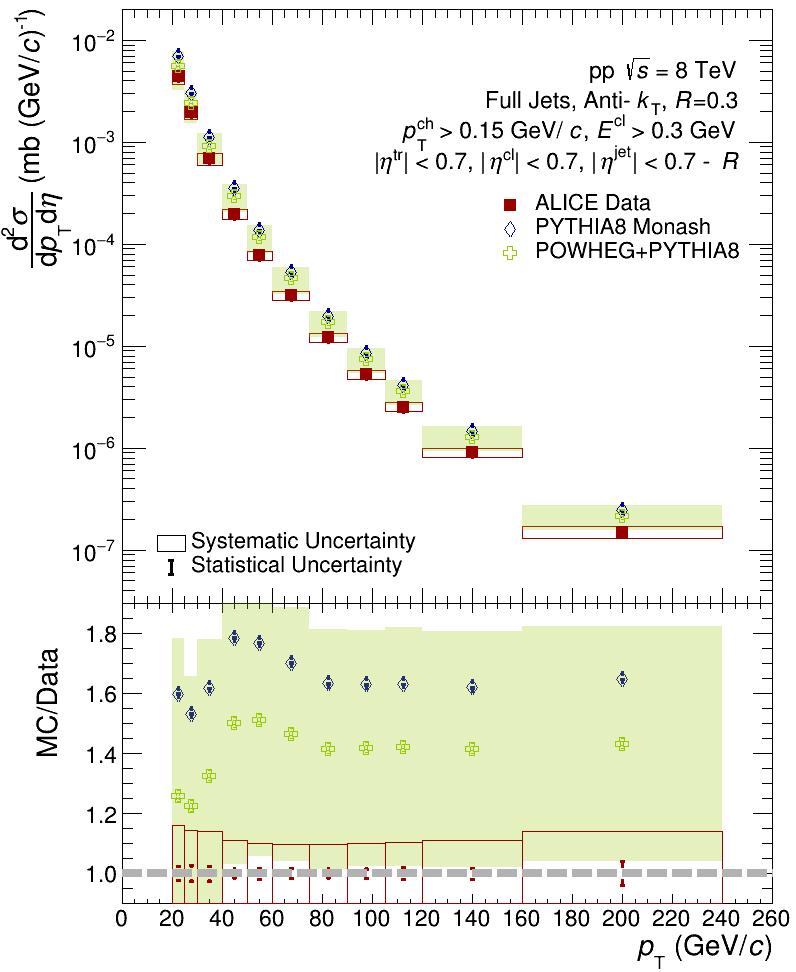 d²σ/dp_T dη (mb (GeV/c)⁻¹)
10⁻²
10⁻³
10⁻⁴
10⁻⁵
10⁻⁶
10⁻⁷
pp √s = 8 TeV
Full Jets, Anti- k_T, R=0.3
p_T^ch > 0.15 GeV/ c, E^cl > 0.3 GeV
|η^tr| < 0.7, |η^cl| < 0.7, |η^jet| < 0.7 - R
ALICE Data
PYTHIA8 Monash
POWHEG+PYTHIA8
Systematic Uncertainty
Statistical Uncertainty
MC/Data
1.8
1.6
1.4
1.2
1.0
0 20 40 60 80 100 120 140 160 180 200 220 240 260
p_T (GeV/c)